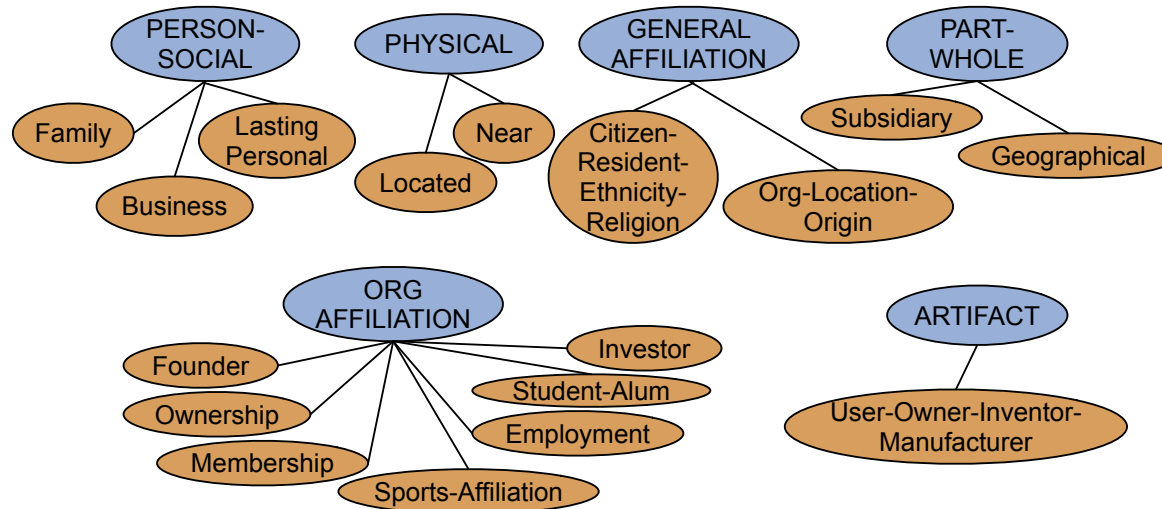 PERSON-
SOCIAL
PHYSICAL
GENERAL
AFFILIATION
PART-
WHOLE
Family
Lasting
Personal
Business
Near
Located
Citizen-
Resident-
Ethnicity-
Religion
Org-Location-
Origin
Subsidiary
Geographical
ORG
AFFILIATION
Founder
Ownership
Membership
Sports-Affiliation
Employment
Student-Alum
Investor
ARTIFACT
User-Owner-Inventor-
Manufacturer